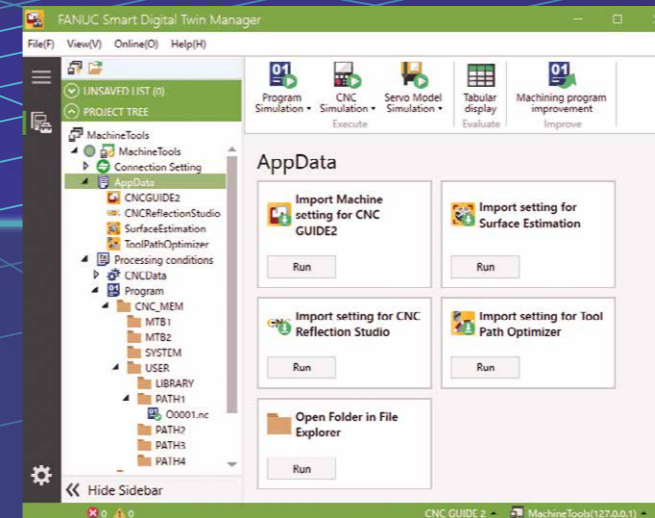 FANUC Smart Digital Twin Manager
File(F) View(V) Online(O) Help(H)
UNSAVED LIST (0)
PROJECT TREE
MachineTools
MachineTools
Connection Setting
AppData
CNCGUIDE2
CNCReflectionStudio
SurfaceEstimation
ToolPathOptimizer
Processing conditions
CNCData
Program
CNC_MEM
MTB1
MTB2
SYSTEM
USER
LIBRARY
PATH1
O0001.nc
PATH2
PATH3
PATH4
Hide Sidebar
Program Simulation
CNC Simulation
Servo Model Simulation
Execute
Tabular display
Evaluate
Machining program improvement
Improve
AppData
Import Machine
setting for CNC
GUIDE2
Run
Import setting for
Surface Estimation
Run
Import setting for CNC
Reflection Studio
Run
Import setting for Tool
Path Optimizer
Run
Open Folder in File
Explorer
Run
0 0
CNC GUIDE 2
MachineTools(127.0.0.1)